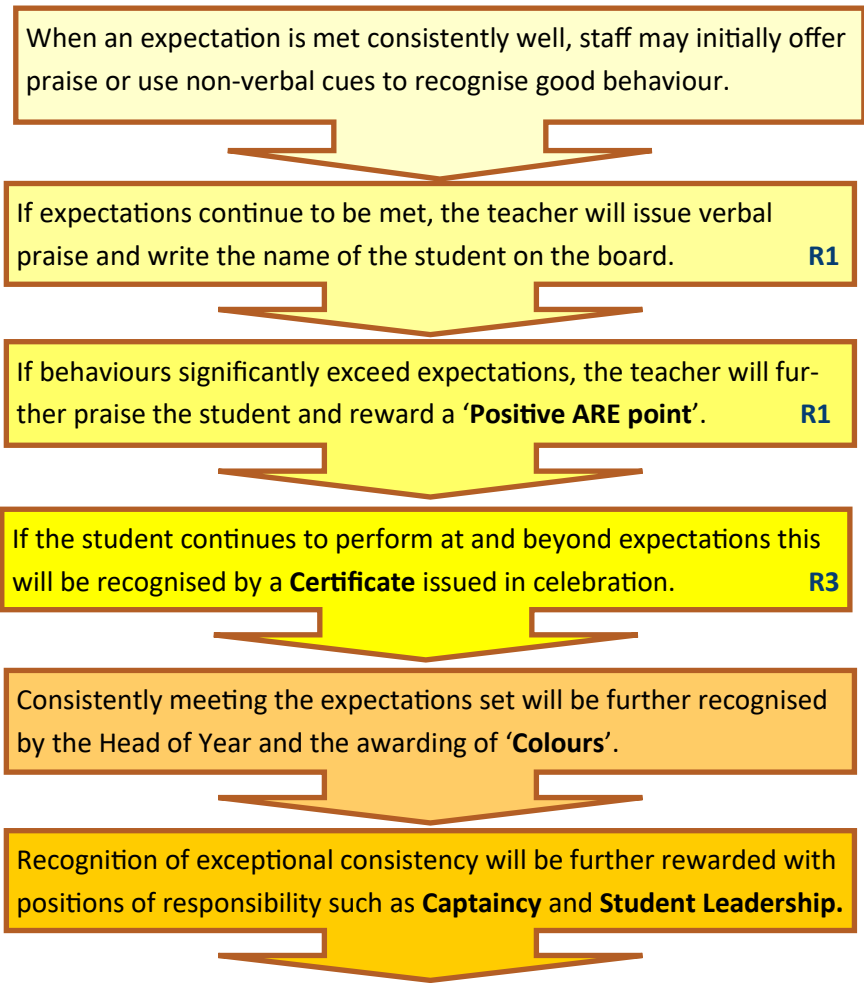 When an expectation is met consistently well, staff may initially offer
praise or use non-verbal cues to recognise good behaviour.
If expectations continue to be met, the teacher will issue verbal
praise and write the name of the student on the board. R1
If behaviours significantly exceed expectations, the teacher will fur-
ther praise the student and reward a ‘Positive ARE point’. R1
If the student continues to perform at and beyond expectations this
will be recognised by a Certificate issued in celebration. R3
Consistently meeting the expectations set will be further recognised
by the Head of Year and the awarding of ‘Colours’.
Recognition of exceptional consistency will be further rewarded with
positions of responsibility such as Captaincy and Student Leadership.